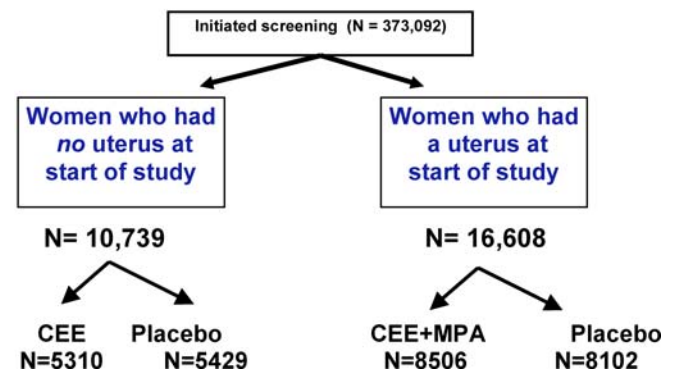 Initiated screening (N = 373,092)
Women who had
no uterus at
start of study
Women who had
a uterus at
start of study
N= 10,739
N= 16,608
CEE
Placebo
CEE+MPA
Placebo
N=5310
N=5429
N=8506
N=8102